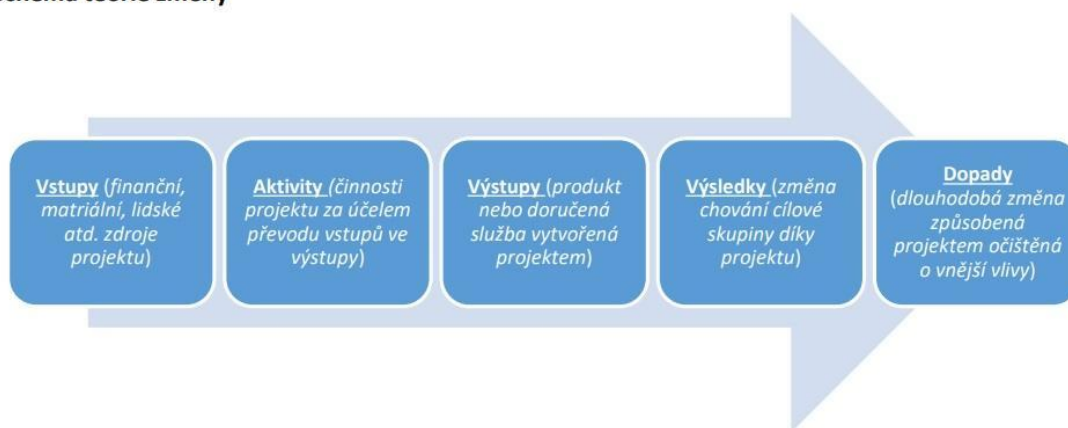 Vstupy (finanční,
matriální, lidské
atd. zdroje
projektu)
Aktivity (činnosti
projektu za účelem
převodu vstupů ve
výstupy)
Výstupy (produkt
nebo doručená
služba vytvořená
projektem)
Výsledky (změna
chování cílové
skupiny díky
projektu)
Dopady
(dlouhodobá změna
způsobená
projektem očištěná
o vnější vlivy)